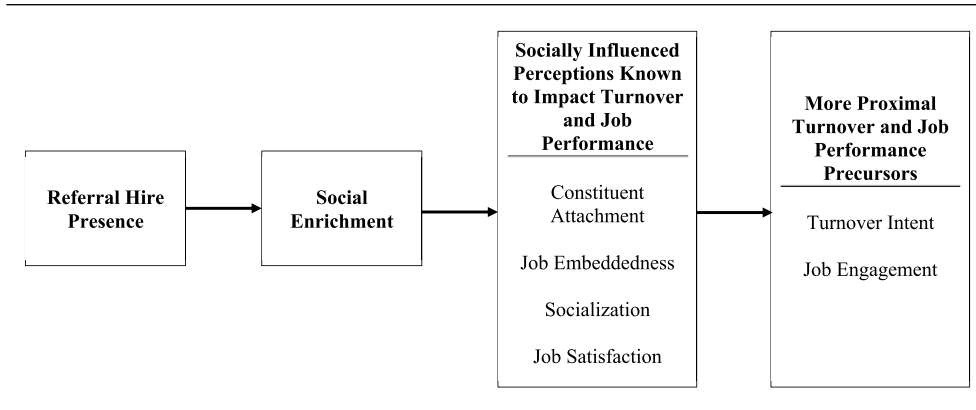 Referral Hire
Presence
Social
Enrichment
Socially Influenced
Perceptions Known
to Impact Turnover
and Job
Performance
Constituent
Attachment
Job Embeddedness
Socialization
Job Satisfaction
More Proximal
Turnover and Job
Performance
Precursors
Turnover Intent
Job Engagement